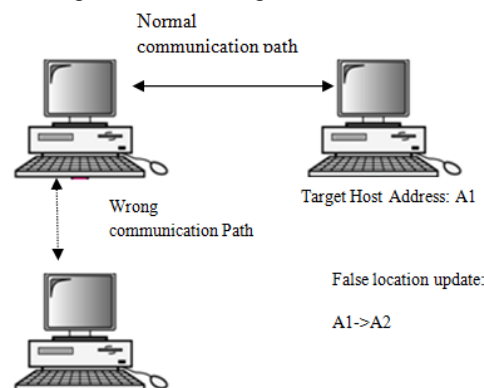 Normal
communication path
Target Host Address: A1
Wrong
communication Path
False location update:
A1->A2